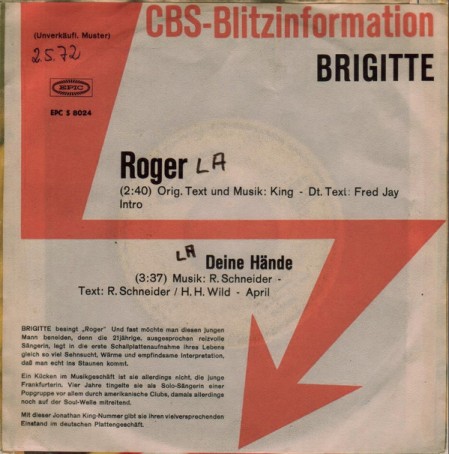 CBS-Blitzinformation
(Unverkäufl. Muster)
2.5.72
BRIGITTE
EPIC
EPC S 8024
Roger LA
(2:40) Orig. Text und Musik: King - Dt. Text: Fred Jay
Intro
LA Deine Hände
(3:37) Musik: R. Schneider -
Text: R. Schneider / H. H. Wild - April
BRIGITTE besingt „Roger" Und fast möchte man diesen jungen
Mann beneiden, denn die 21jährige, ausgesprochen reizvolle
Sängerin, legt in die erste Schallplattenaufnahme ihres Lebens
gleich so viel Sehnsucht, Wärme und empfindsame Interpretation,
daß man echt ins Staunen kommt.
Ein Küken im Musikgeschäft ist sie allerdings nicht, die junge
Frankfurterin. Vier Jahre tingelte sie als Solo-Sängerin einer
Popgruppe vor allem durch amerikanische Clubs, damals allerdings
noch auf der Soul-Welle mitreitend.
Mit dieser Jonathan King-Nummer gibt sie ihren vielversprechenden
Einstand im deutschen Plattengeschäft.